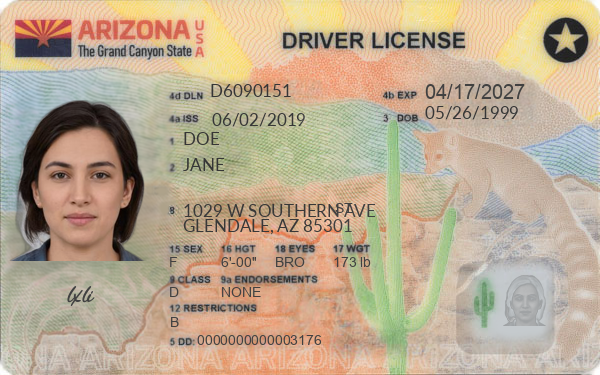 ARIZONA USA
The Grand Canyon State
DRIVER LICENSE
4d DLN D6090151
4b EXP 04/17/2027
4a ISS 06/02/2019
3 DOB 05/26/1999
1 DOE
2 JANE
8 1029 W SOUTHERN AVE
ST
GLENDALE, AZ 85301
15 SEX 16 HGT 18 EYES 17 WGT
F 6'-00" BRO 173 lb
9 CLASS 9a ENDORSEMENTS
D NONE
12 RESTRICTIONS
B
5 DD: 0000000000003176
ARIZONA ARIZONA ARIZONA ARIZONA